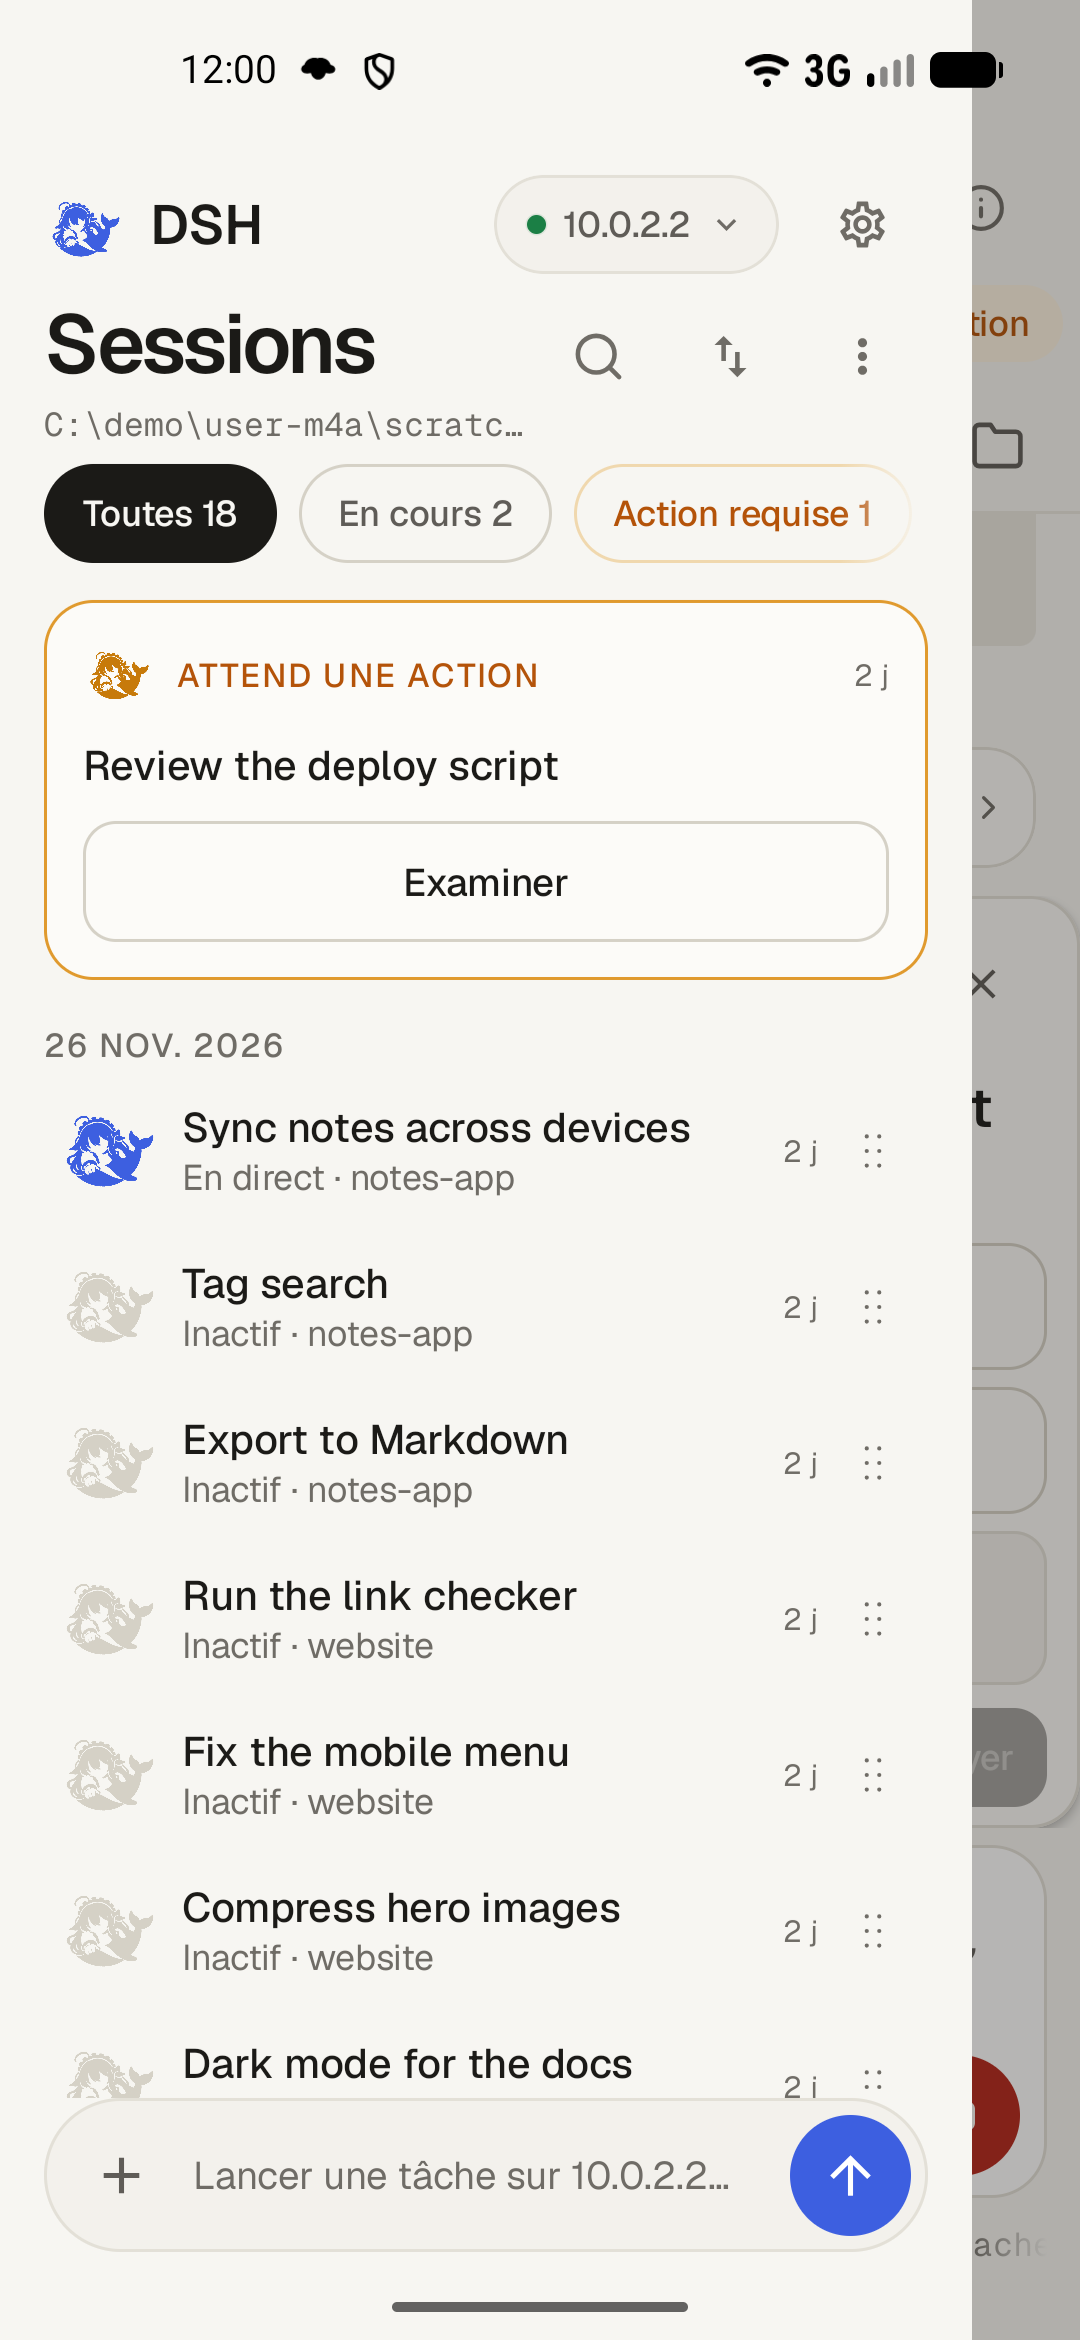 12:00
3G
DSH
10.0.2.2
Sessions
C:\demo\user-m4a\scratc…
Toutes 18
En cours 2
Action requise 1
tion
ATTEND UNE ACTION
2 j
Review the deploy script
Examiner
26 NOV. 2026
Sync notes across devices
En direct · notes-app
2 j
t
Tag search
Inactif · notes-app
2 j
Export to Markdown
Inactif · notes-app
2 j
Run the link checker
Inactif · website
2 j
Fix the mobile menu
Inactif · website
2 j
yer
Compress hero images
Inactif · website
2 j
Dark mode for the docs
2 j
Lancer une tâche sur 10.0.2.2…
ache